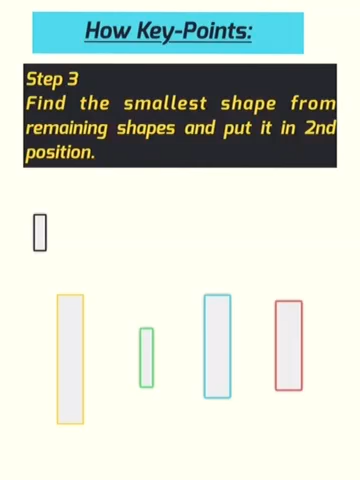 How Key-Points:
Step 3
Find the smallest shape from
remaining shapes and put it in 2nd
position.